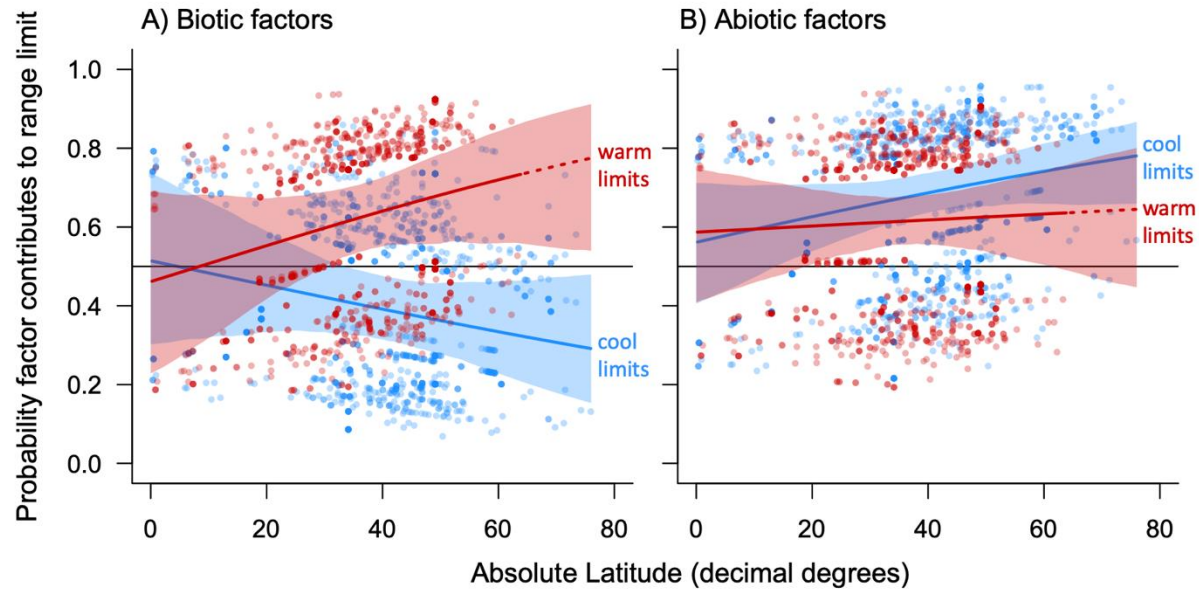 A) Biotic factors
B) Abiotic factors
Probability factor contributes to range limit
1.0
0.8
0.6
0.4
0.2
0.0
warm
limits
cool
limits
cool
limits
warm
limits
0 20 40 60 80
0 20 40 60 80
Absolute Latitude (decimal degrees)